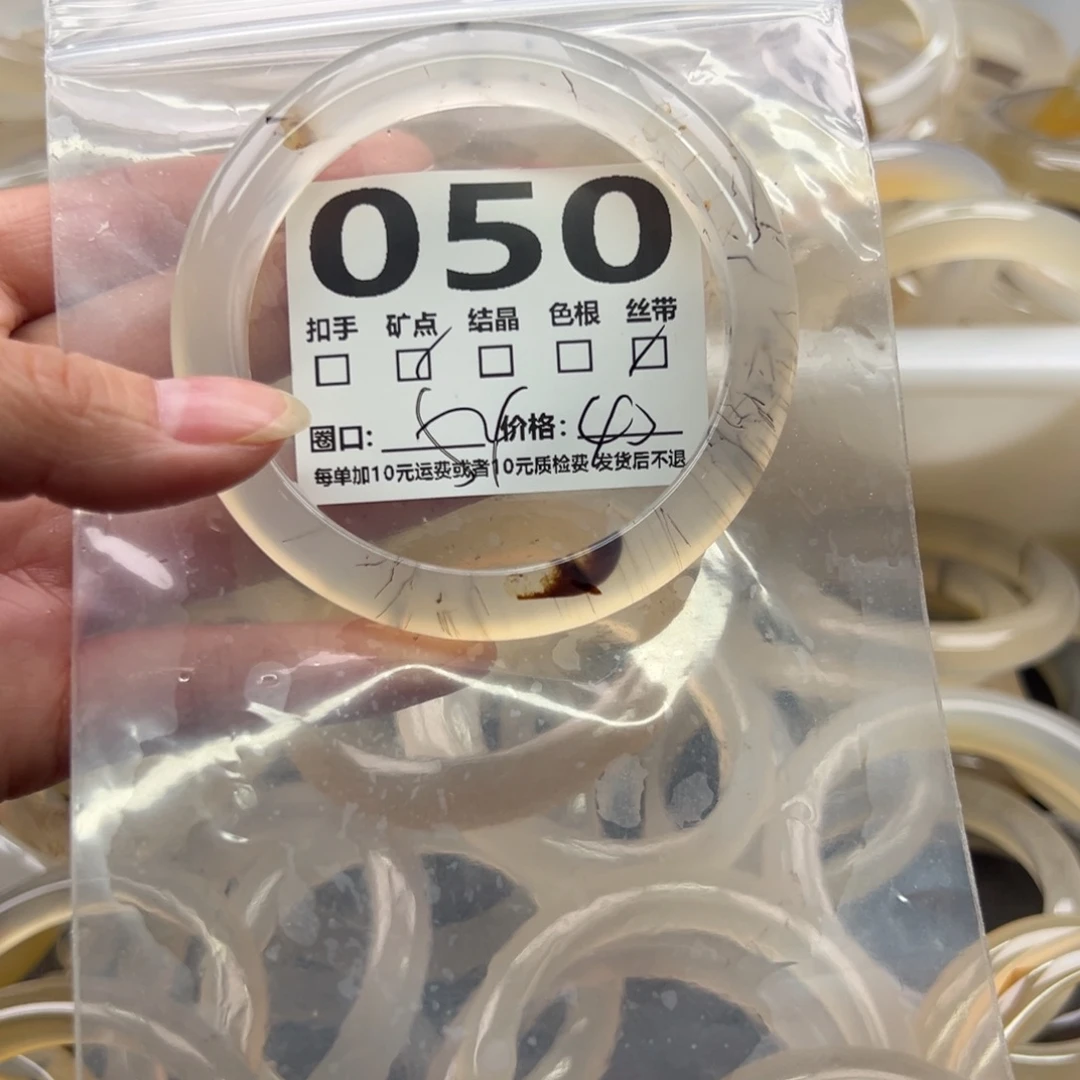 050
扣手 矿点 结晶 色根 丝带
圈口: 价格:
每单加10元运费或者10元质检费 发货后不退